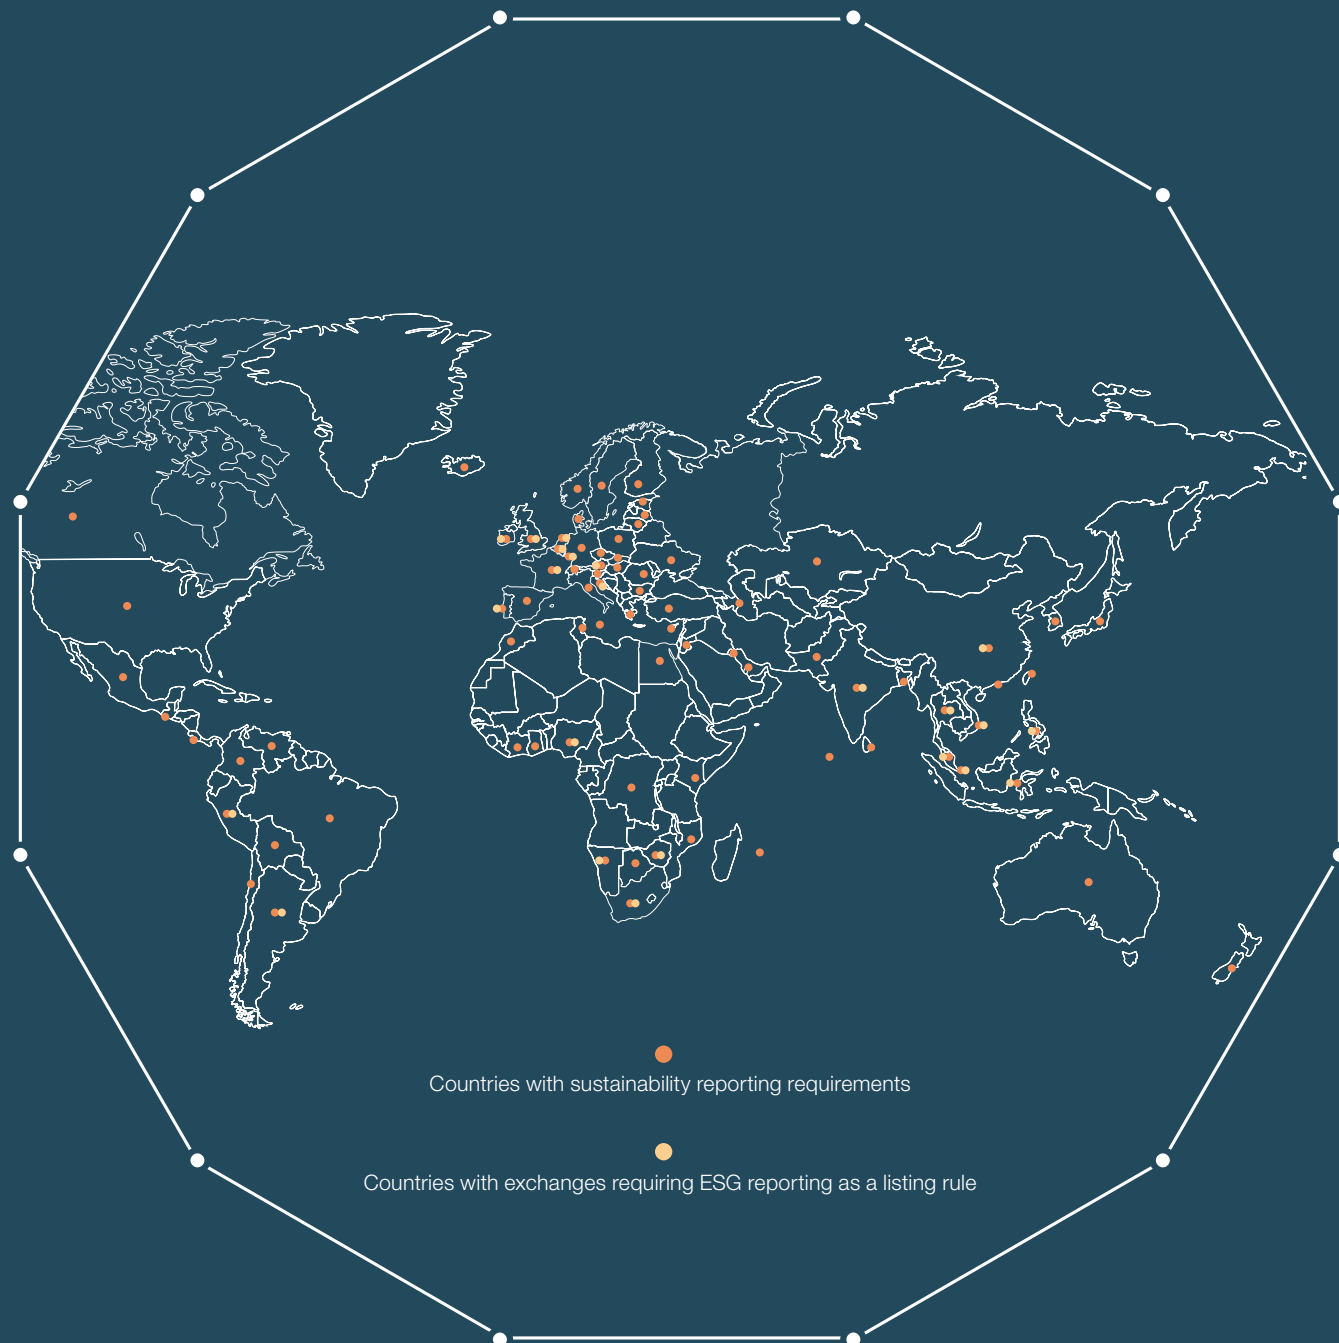 Countries with sustainability reporting requirements
Countries with exchanges requiring ESG reporting as a listing rule